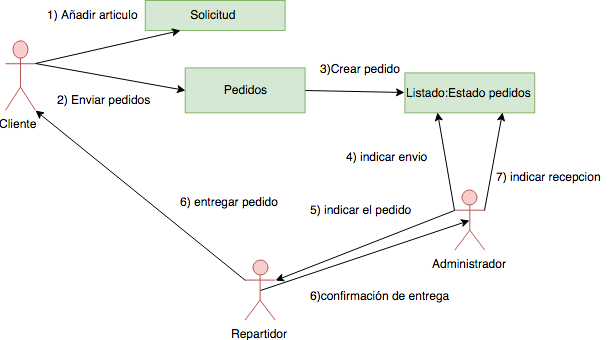 1) Añadir articulo
Solicitud
3)Crear pedido
Pedidos
Listado:Estado pedidos
2) Enviar pedidos
Cliente
4) indicar envio
7) indicar recepcion
6) entregar pedido
5) indicar el pedido
Administrador
6)confirmación de entrega
Repartidor